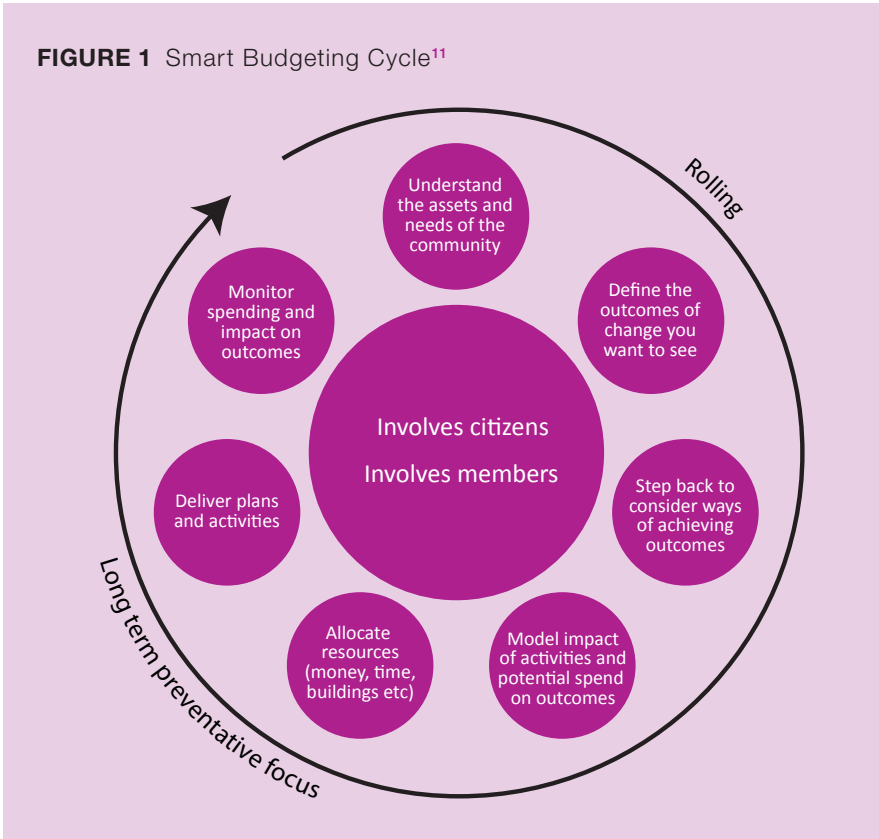 FIGURE 1 Smart Budgeting Cycle11
Rolling
Understand
the assets and
needs of the
community
Define the
outcomes of
change you
want to see
Step back to
consider ways
of achieving
outcomes
Model impact
of activities and
potential spend
on outcomes
Allocate
resources
(money, time,
buildings etc)
Deliver plans
and activities
Monitor
spending and
impact on
outcomes
Involves citizens
Involves members
Long term preventative focus